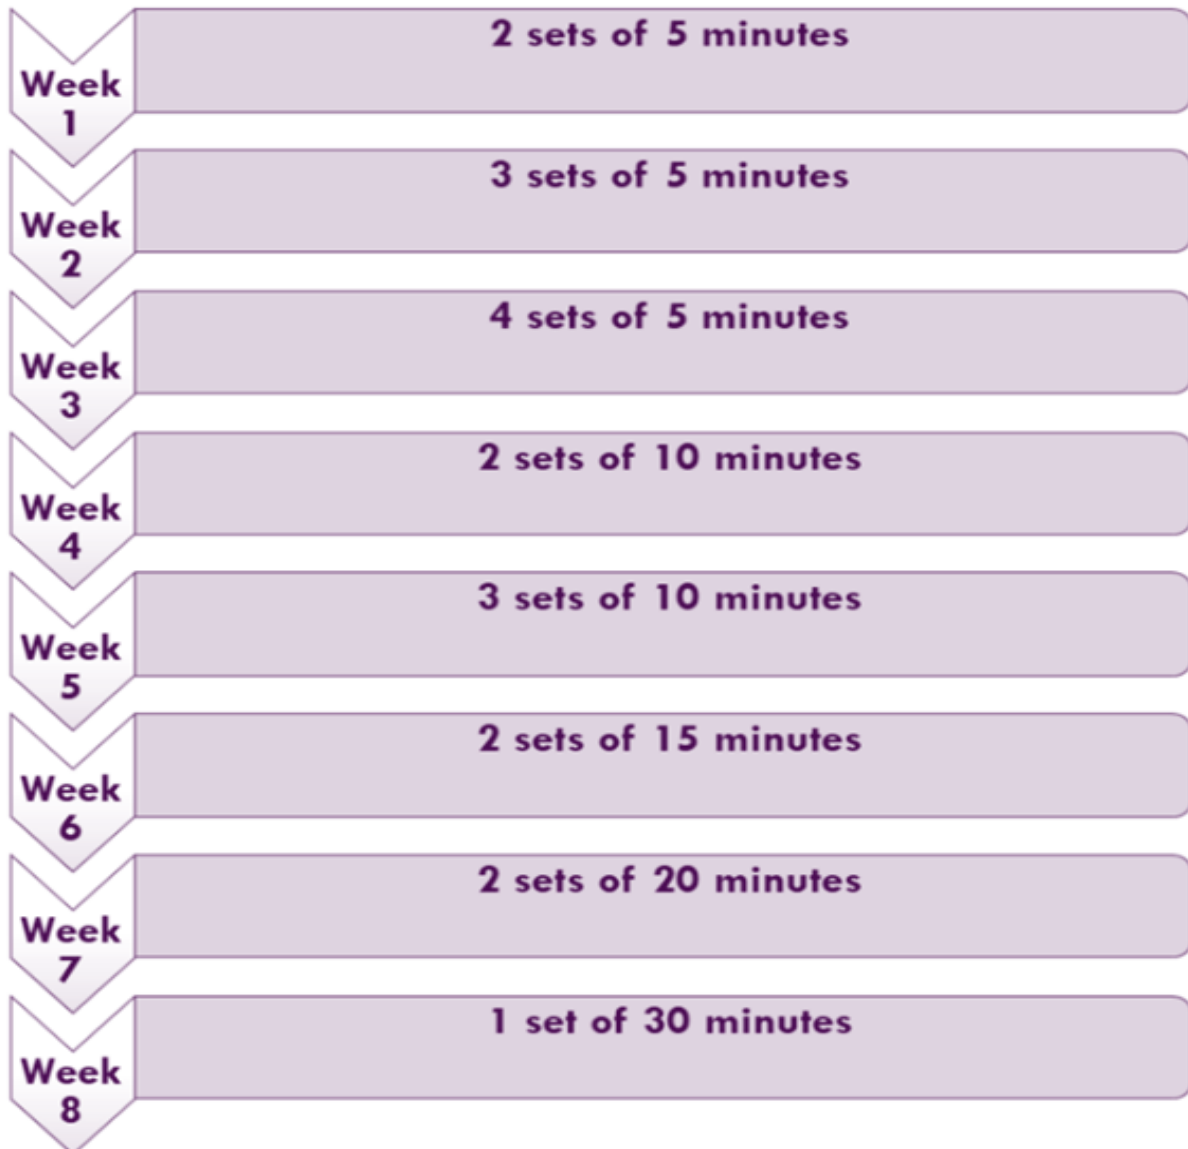 2 sets of 5 minutes
Week
1
3 sets of 5 minutes
Week
2
4 sets of 5 minutes
Week
3
2 sets of 10 minutes
Week
4
3 sets of 10 minutes
Week
5
2 sets of 15 minutes
Week
6
2 sets of 20 minutes
Week
7
1 set of 30 minutes
Week
8